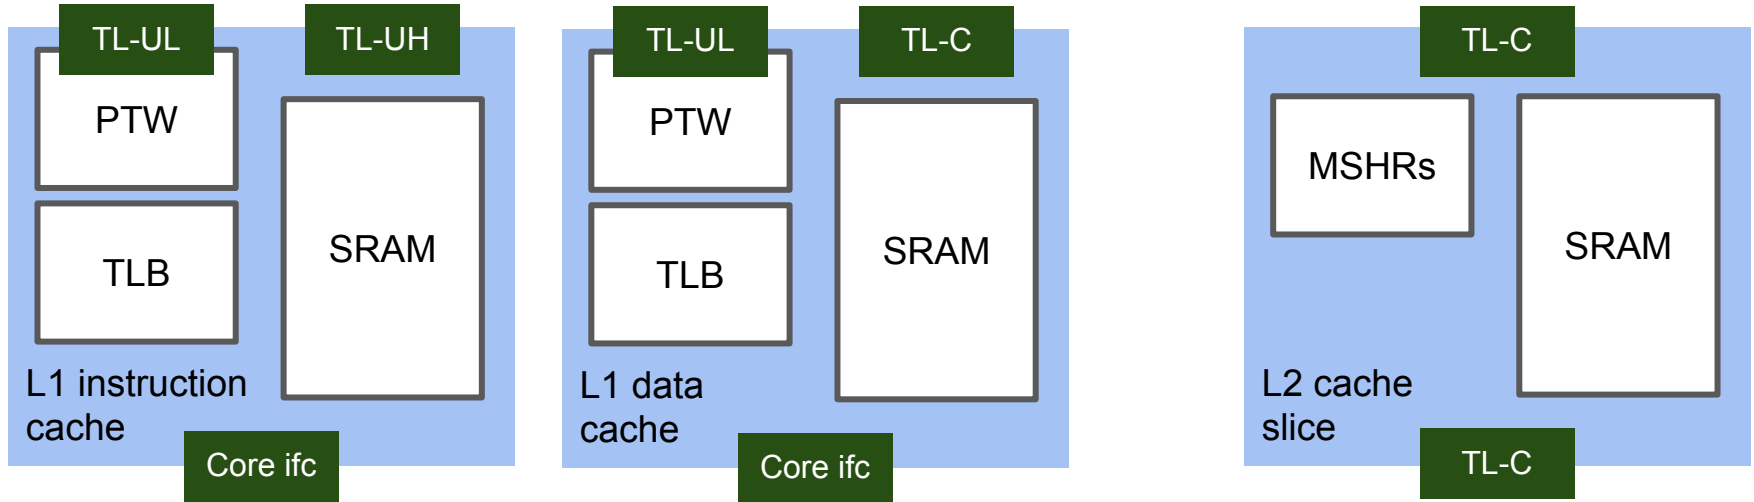 TL-UL
TL-UH
PTW
TLB
SRAM
L1 instruction
cache
Core ifc
TL-UL
TL-C
PTW
TLB
SRAM
L1 data
cache
Core ifc
TL-C
MSHRs
SRAM
L2 cache
slice
TL-C